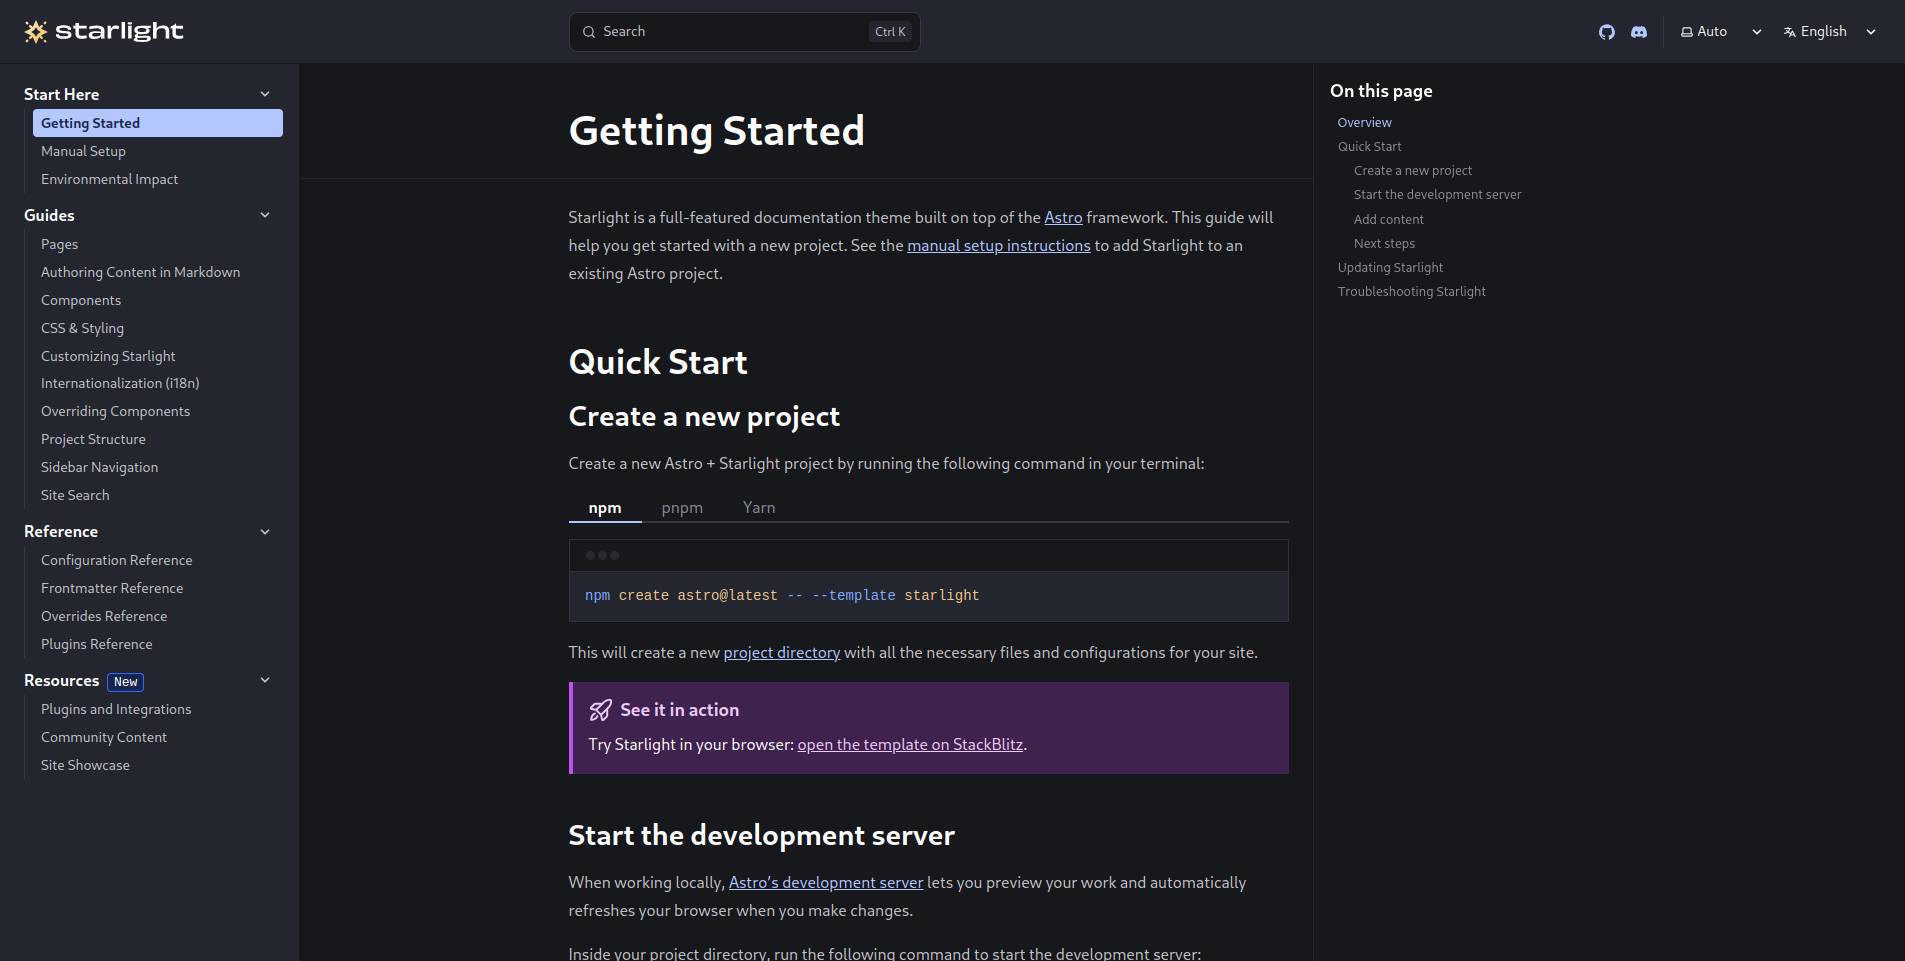 starlight
Search
Ctrl K
Auto
English
Start Here
Getting Started
Manual Setup
Environmental Impact
Guides
Pages
Authoring Content in Markdown
Components
CSS & Styling
Customizing Starlight
Internationalization (i18n)
Overriding Components
Project Structure
Sidebar Navigation
Site Search
Reference
Configuration Reference
Frontmatter Reference
Overrides Reference
Plugins Reference
Resources New
Plugins and Integrations
Community Content
Site Showcase
Getting Started
Starlight is a full-featured documentation theme built on top of the Astro framework. This guide will
help you get started with a new project. See the manual setup instructions to add Starlight to an
existing Astro project.
Quick Start
Create a new project
Create a new Astro + Starlight project by running the following command in your terminal:
npm
pnpm
Yarn
npm create astro@latest -- --template starlight
This will create a new project directory with all the necessary files and configurations for your site.
See it in action
Try Starlight in your browser: open the template on StackBlitz.
Start the development server
When working locally, Astro’s development server lets you preview your work and automatically
refreshes your browser when you make changes.
Inside your project directory, run the following command to start the development server:
On this page
Overview
Quick Start
Create a new project
Start the development server
Add content
Next steps
Updating Starlight
Troubleshooting Starlight